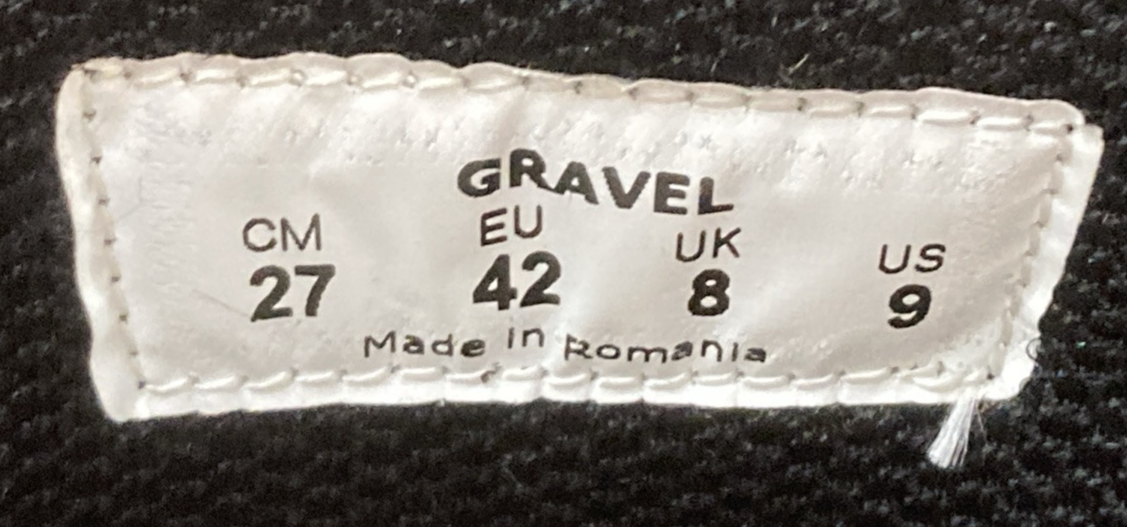 GRAVEL
CM EU UK US
27 42 8 9
Made in Romania